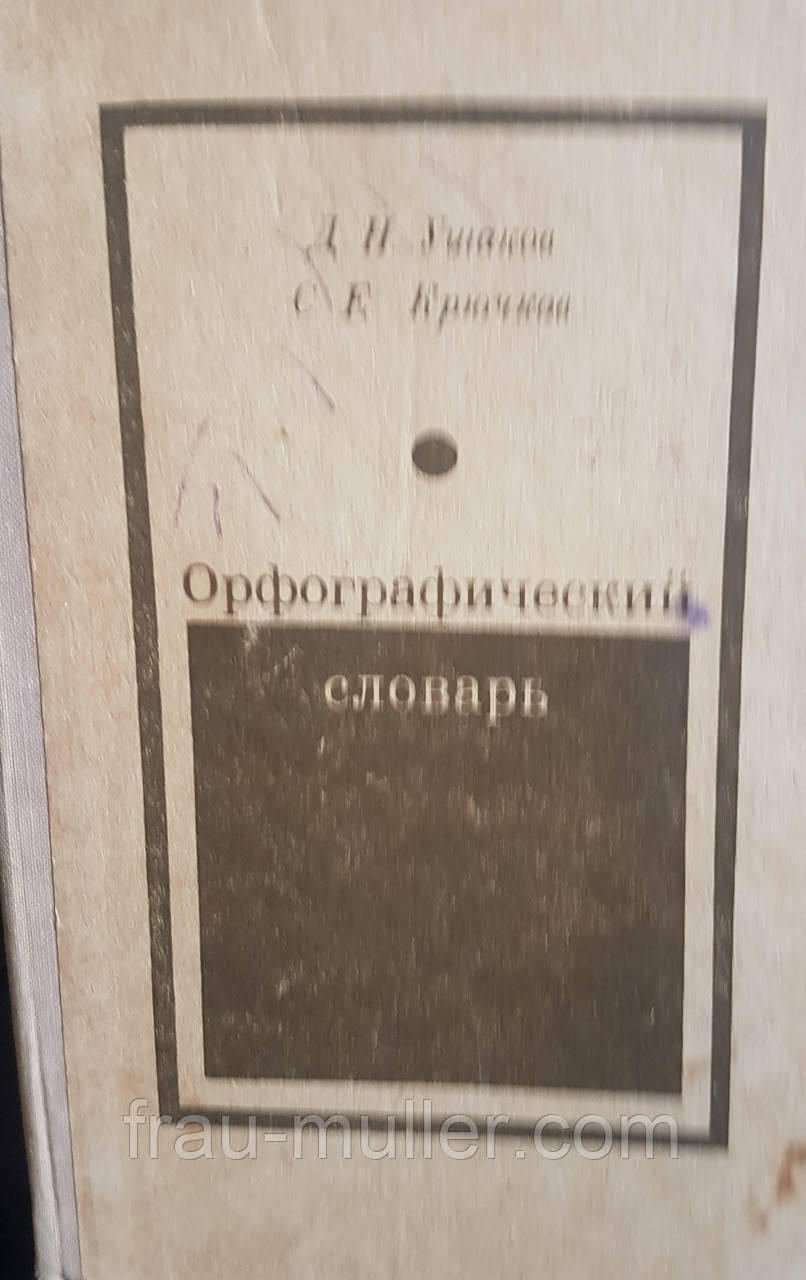 Д Н Ушаков
С Е Крючков
Орфографический
словарь
frau-muller.com